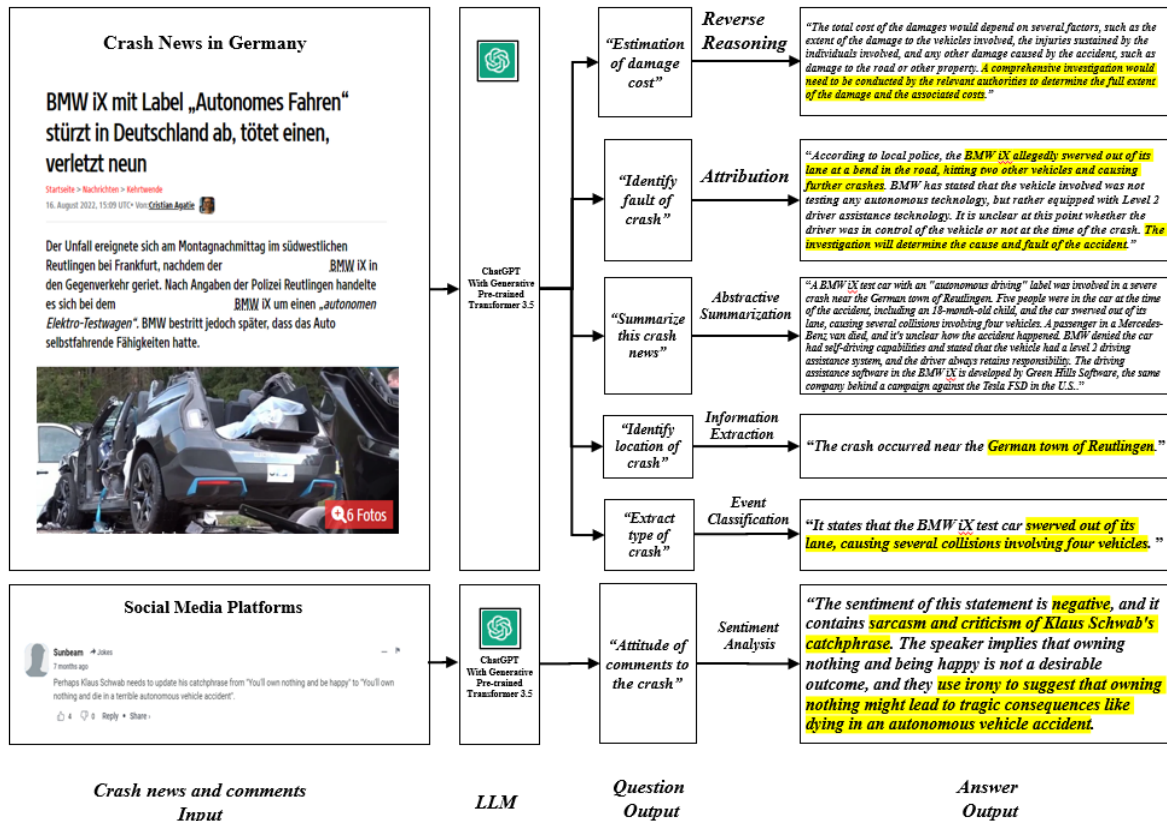 Crash News in Germany
BMW iX mit Label „Autonomes Fahren“
stürzt in Deutschland ab, tötet einen,
verletzt neun
Startseite > Nachrichten > Kehrtwende
16. August 2022, 15:09 UTC• Von: Cristian Agatie
Der Unfall ereignete sich am Montagnachmittag im südwestlichen
Reutlingen bei Frankfurt, nachdem der BMW iX in
den Gegenverkehr geriet. Nach Angaben der Polizei Reutlingen handelte
es sich bei dem BMW iX um einen „autonomen
Elektro-Testwagen“. BMW bestritt jedoch später, dass das Auto
selbstfahrende Fähigkeiten hatte.
6 Fotos
ChatGPT
With Generative
Pre-trained
Transformer 3.5
“Estimation
of damage
cost”
Reverse
Reasoning
“The total cost of the damages would depend on several factors, such as the
extent of the damage to the vehicles involved, the injuries sustained by the
individuals involved, and any other damage caused by the accident, such as
damage to the road or other property. A comprehensive investigation would
need to be conducted by the relevant authorities to determine the full extent
of the damage and the associated costs.”
“Identify
fault of
crash”
Attribution
“According to local police, the BMW iX allegedly swerved out of its
lane at a bend in the road, hitting two other vehicles and causing
further crashes. BMW has stated that the vehicle involved was not
testing any autonomous technology, but rather equipped with Level 2
driver assistance technology. It is unclear at this point whether the
driver was in control of the vehicle or not at the time of the crash. The
investigation will determine the cause and fault of the accident.”
“Summarize
this crash
news”
Abstractive
Summarization
“A BMW iX test car with an "autonomous driving" label was involved in a severe
crash near the German town of Reutlingen. Five people were in the car at the time
of the accident, including an 18-month-old child, and the car swerved out of its
lane, causing several collisions involving four vehicles. A passenger in a Mercedes-
Benz van died, and it's unclear how the accident happened. BMW denied the car
had self-driving capabilities and stated that the vehicle had a level 2 driving
assistance system, and the driver always retains responsibility. The driving
assistance software in the BMW iX is developed by Green Hills Software, the same
company behind a campaign against the Tesla FSD in the U.S..”
“Identify
location of
crash”
Information
Extraction
“The crash occurred near the German town of Reutlingen.”
“Extract
type of
crash”
Event
Classification
“It states that the BMW iX test car swerved out of its
lane, causing several collisions involving four vehicles. ”
Social Media Platforms
Sunbeam Jokes
7 months ago
Perhaps Klaus Schwab needs to update his catchphrase from "You'll own nothing and be happy" to "You'll own
nothing and die in a terrible autonomous vehicle accident".
4 0 Reply • Share ›
ChatGPT
With Generative
Pre-trained
Transformer 3.5
“Attitude of
comments to
the crash”
Sentiment
Analysis
“The sentiment of this statement is negative, and it
contains sarcasm and criticism of Klaus Schwab's
catchphrase. The speaker implies that owning
nothing and being happy is not a desirable
outcome, and they use irony to suggest that owning
nothing might lead to tragic consequences like
dying in an autonomous vehicle accident.
Crash news and comments
Input
LLM
Question
Output
Answer
Output